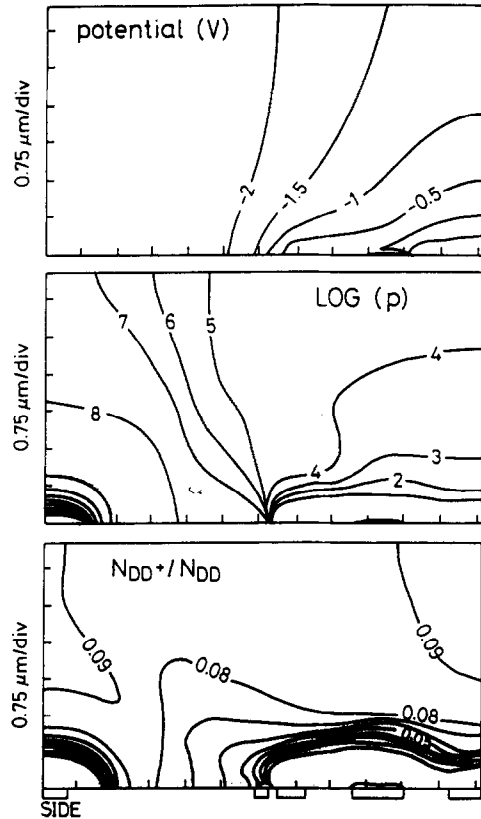 potential (V)
0.75 μm/div
-2
-1.5
-1
-0.5
LOG (p)
0.75 μm/div
7
6
5
4
8
4
3
2
N_DD+/N_DD
0.75 μm/div
0.09
0.08
0.09
0.08
0.05
SIDE